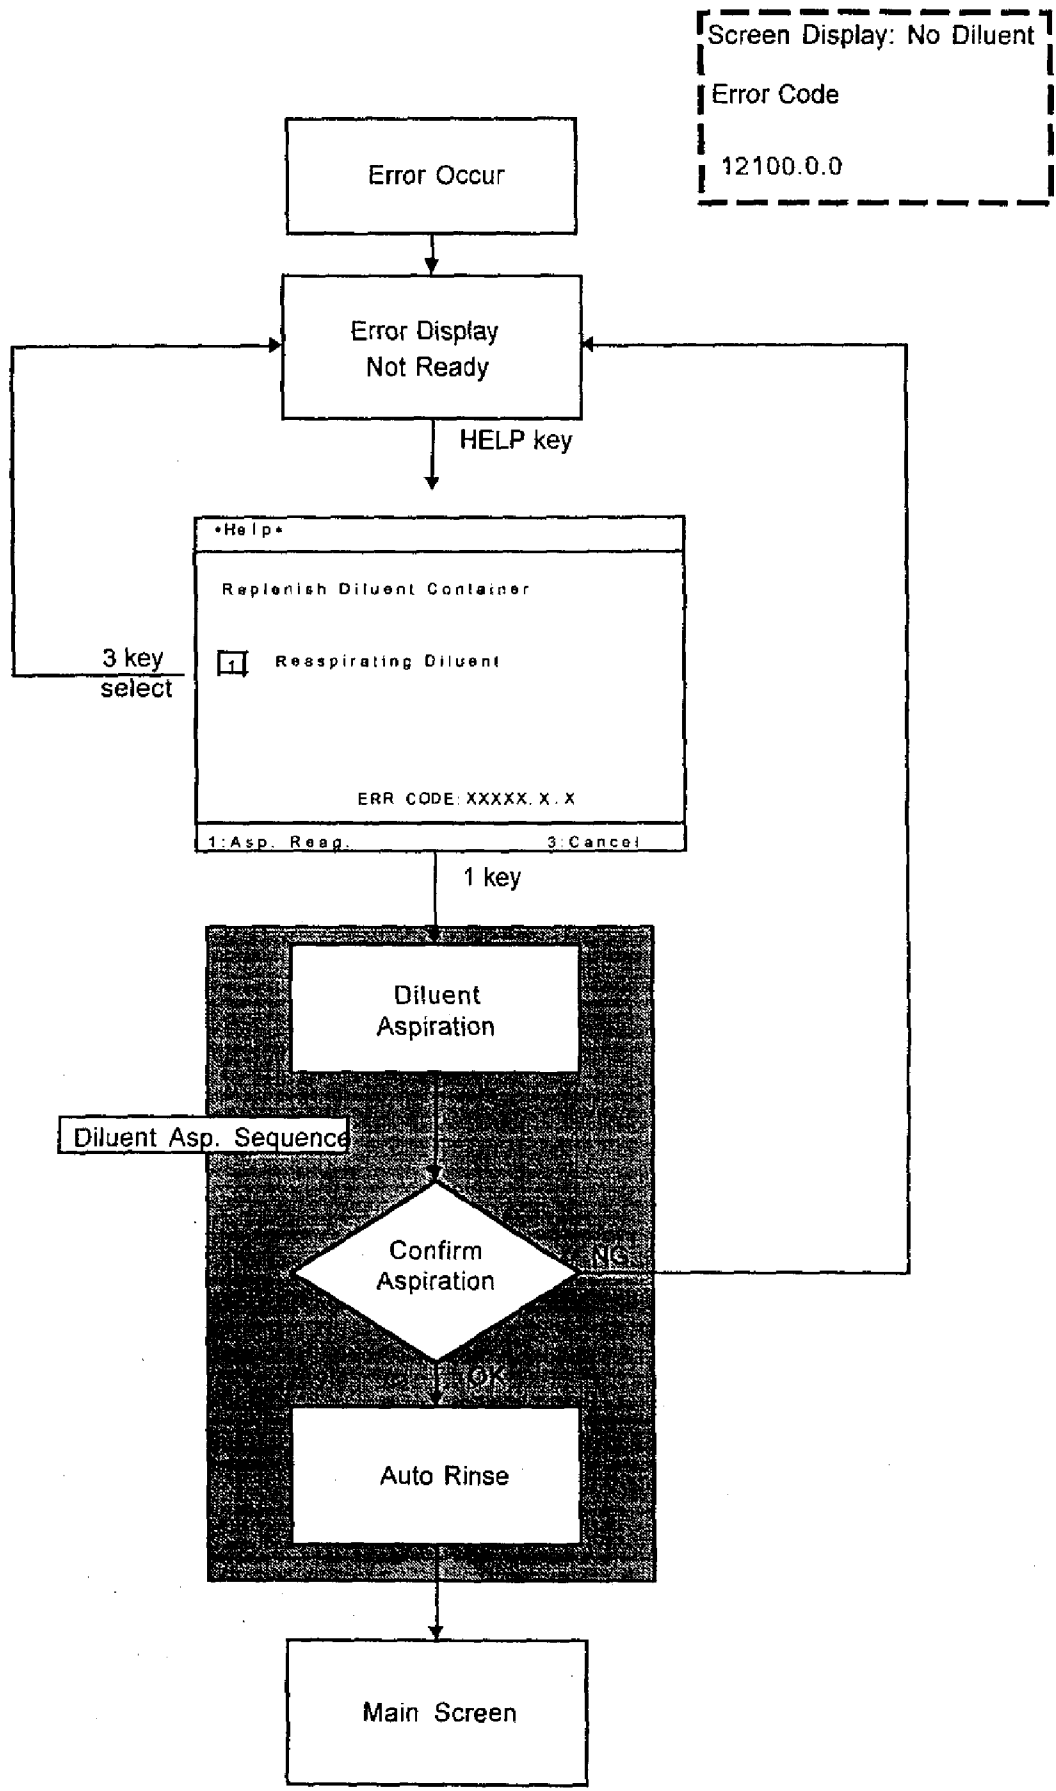 Screen Display: No Diluent
Error Code
12100.0.0
Error Occur
Error Display
Not Ready
HELP key
*Help*
Replenish Diluent Container
3 key
select
1 Reaspirating Diluent
ERR CODE:XXXXX.X.X
1:Asp. Reag. 3:Cancel
1 key
Diluent
Aspiration
Diluent Asp. Sequence
Confirm
Aspiration
NG
OK
Auto Rinse
Main Screen